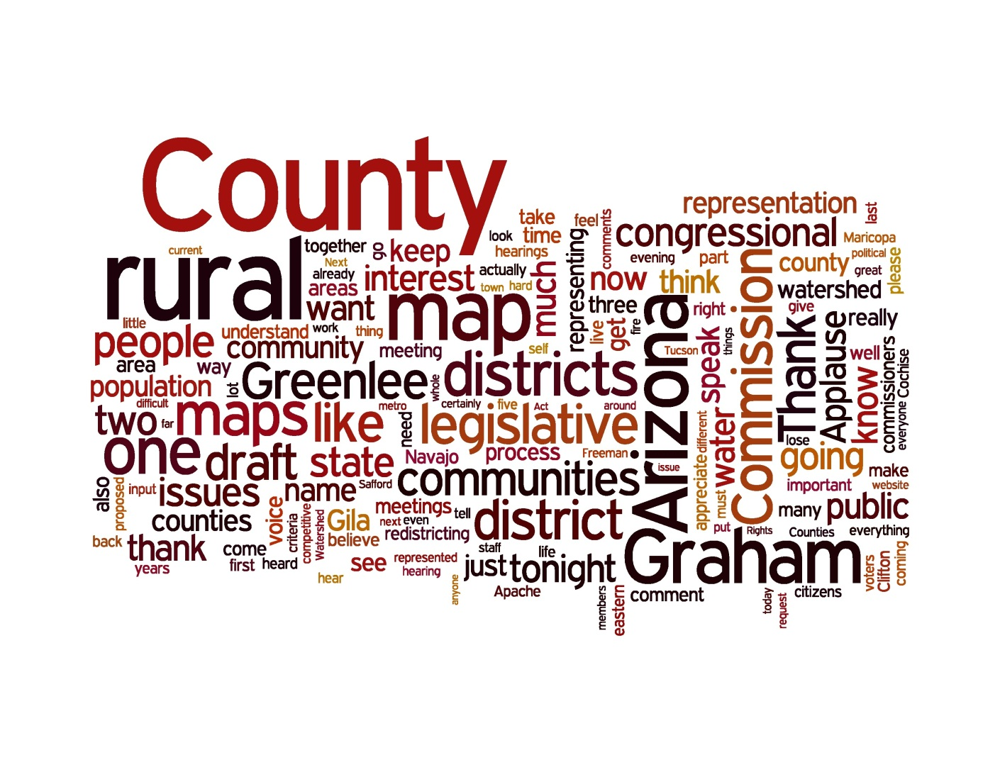 County
representation
last
take
feel
comments
congressional
look
time
Maricopa
rural
together
go
keep
hearings
representing
evening
part
political
please
current
Next
already
interest
actually
much
now
think
Commission
county
great
areas
town
hard
watershed
want
map
three
Arizona
right
give
little
people
understand
work
thing
live
get
fire
speak
things
Thank
Applause
really
community
meeting
self
Tucson
well
commissioners
area
way
Greenlee
districts
know
everyone
Cochise
population
lot
whole
difficult
maps
like
metro
certainly
five
Act
around
two
far
need
legislative
different
water
lose
one
draft
state
Navajo
process
Freeman
going
issue
appreciate
make
also
proposed
input
issues
name
Safford
communities
must
important
website
counties
voice
criteria
competitive
Watershed
Gila
meetings
tell
district
many
public
next
even
put
Rights
Counties
everything
back
thank
believe
redistricting
come
staff
life
Graham
years
first
heard
see
represented
hearing
just
tonight
voters
Clifton
coming
hear
anyone
Apache
members
eastern
comment
today
request
citizens